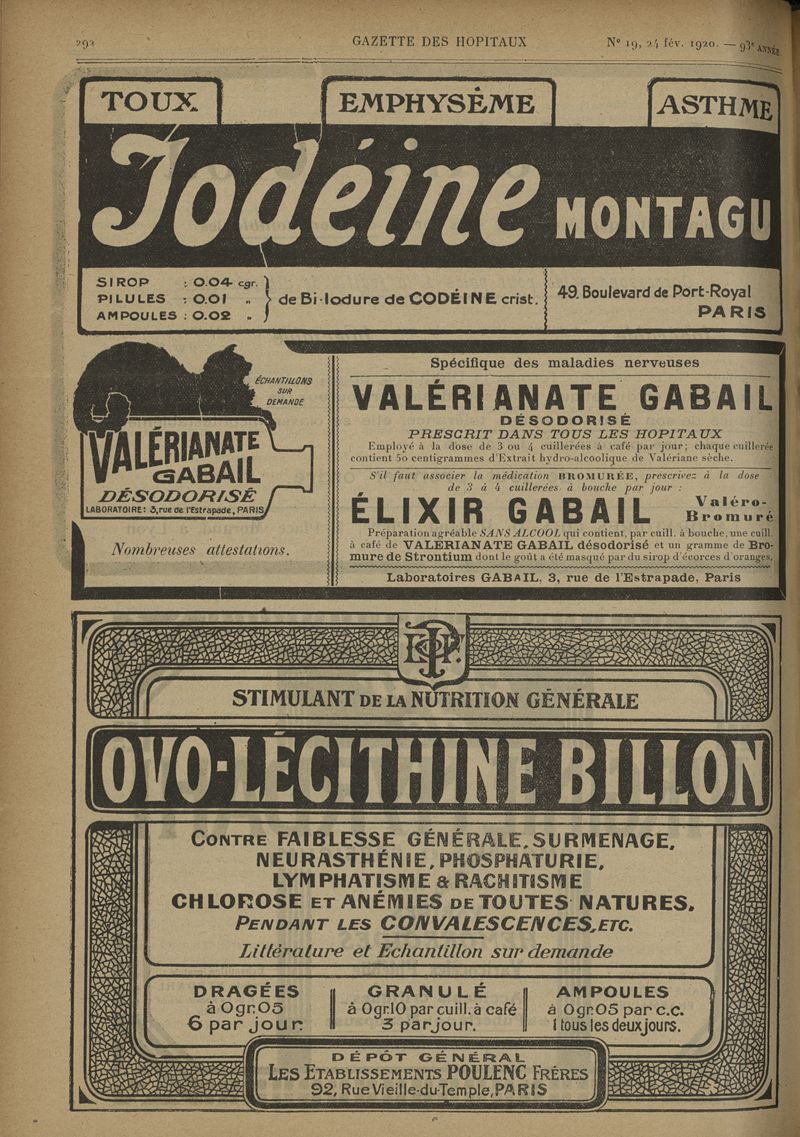 292
GAZETTE DES HOPITAUX
N° 19, 24 fév. 1920. — 93e ANNÉE
TOUX
EMPHYSÈME
ASTHME
Iodéine MONTAGU
SIROP : 0.04 cgr.
PILULES : 0.01 "
AMPOULES : 0.02 "
de Bi-Iodure de CODÉINE crist.
49, Boulevard de Port-Royal
PARIS
ÉCHANTILLONS
SUR
DEMANDE
VALÉRIANATE
GABAIL
DÉSODORISÉ
LABORATOIRE: 3, rue de l'Estrapade, PARIS
Nombreuses attestations.
Spécifique des maladies nerveuses
VALÉRIANATE GABAIL
DÉSODORISÉ
PRESCRIT DANS TOUS LES HOPITAUX
Employé à la dose de 3 ou 4 cuillerées à café par jour; chaque cuillerée
contient 50 centigrammes d'Extrait hydro-alcoolique de Valériane sèche.
S'il faut associer la médication BROMURÉE, prescrivez à la dose
de 3 à 4 cuillerées à bouche par jour :
ÉLIXIR GABAIL Valéro-
Bromuré
Préparation agréable SANS ALCOOL qui contient, par cuill. à bouche, une cuill.
à café de VALERIANATE GABAIL désodorisé et un gramme de Bro-
mure de Strontium dont le goût a été masqué par du sirop d'écorces d'oranges.
Laboratoires GABAIL, 3, rue de l'Estrapade, Paris
P F
STIMULANT DE LA NUTRITION GÉNÉRALE
OVO-LÉCITHINE BILLON
CONTRE FAIBLESSE GÉNÉRALE, SURMENAGE,
NEURASTHÉNIE, PHOSPHATURIE,
LYMPHATISME & RACHITISME
CHLOROSE ET ANÉMIES DE TOUTES NATURES.
PENDANT LES CONVALESCENCES, ETC.
Littérature et Echantillon sur demande
DRAGÉES
à 0gr.05
6 par jour.
GRANULÉ
à 0gr.10 par cuill. à café
3 par jour.
AMPOULES
à 0gr.05 par c.c.
1 tous les deux jours.
DÉPÔT GÉNÉRAL
LES ETABLISSEMENTS POULENC FRÈRES
92, Rue Vieille-du-Temple, PARIS